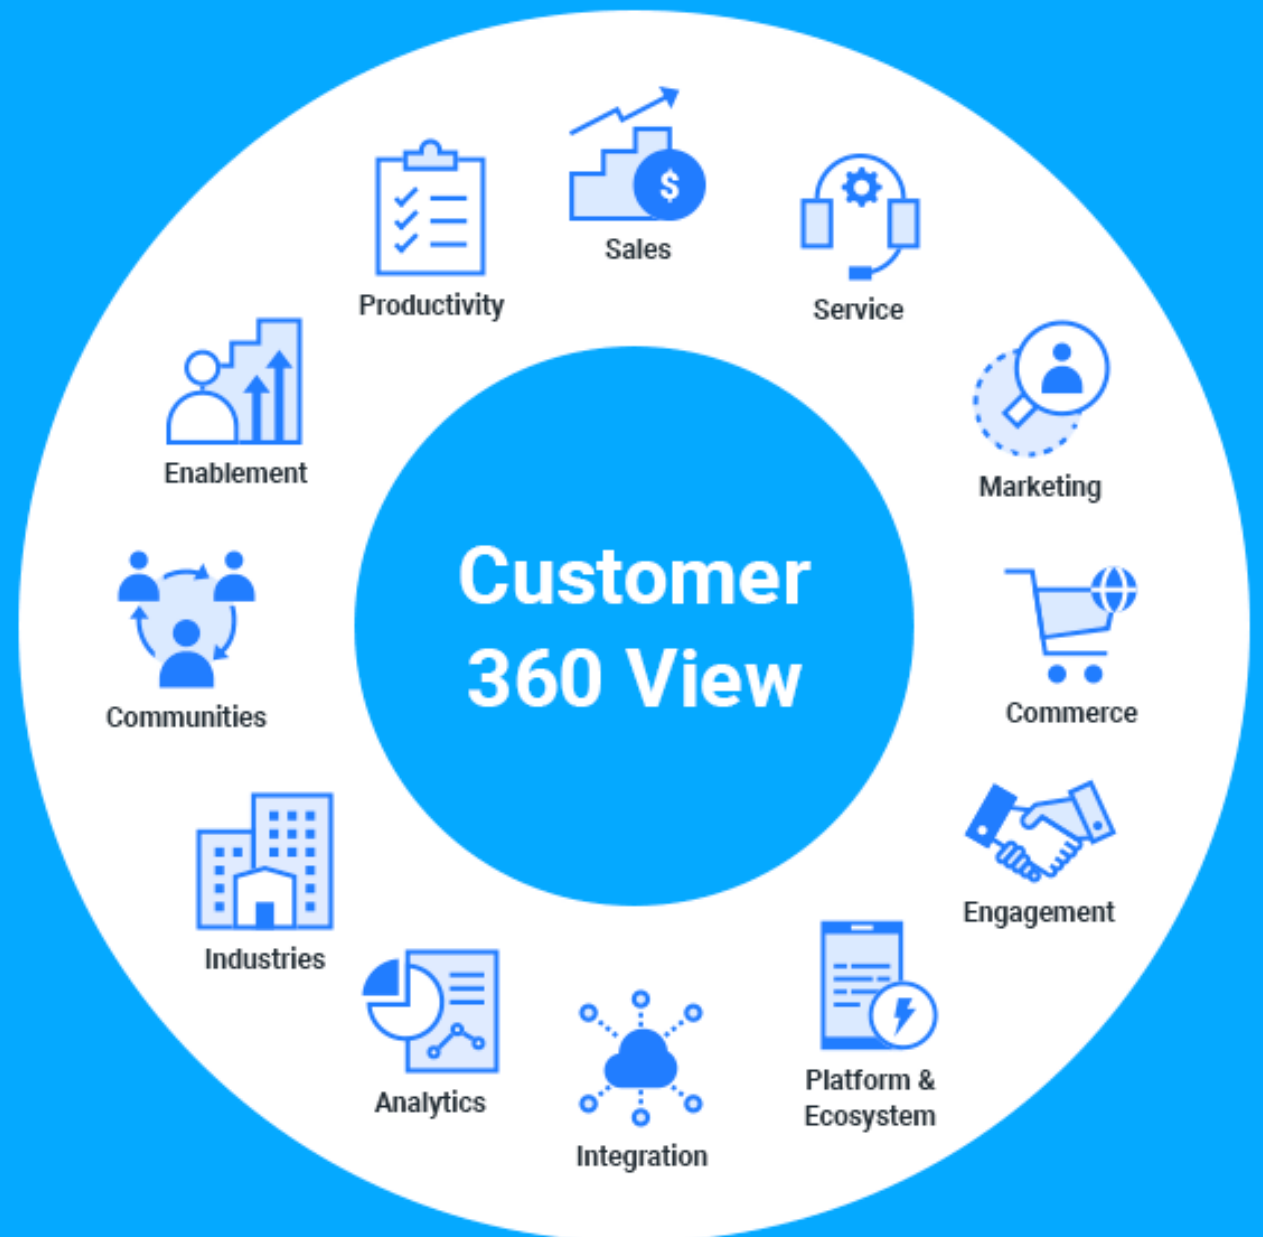 Customer
360 View
Sales
Service
Marketing
Commerce
Engagement
Platform &
Ecosystem
Integration
Analytics
Industries
Communities
Enablement
Productivity
$